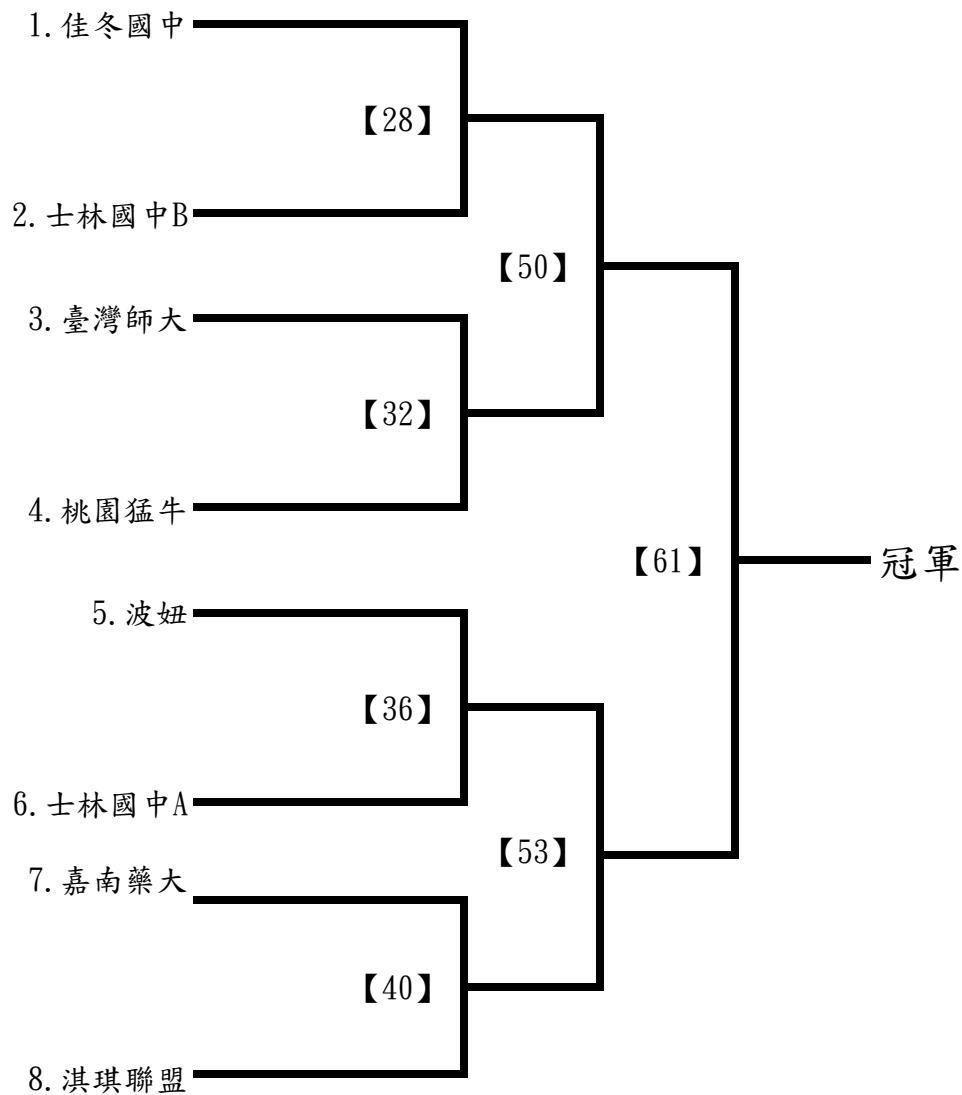 1.佳冬國中
【28】
2.士林國中B
【50】
3.臺灣師大
【32】
4.桃園猛牛
【61】
冠軍
5.波妞
【36】
6.士林國中A
【53】
7.嘉南藥大
【40】
8.淇琪聯盟